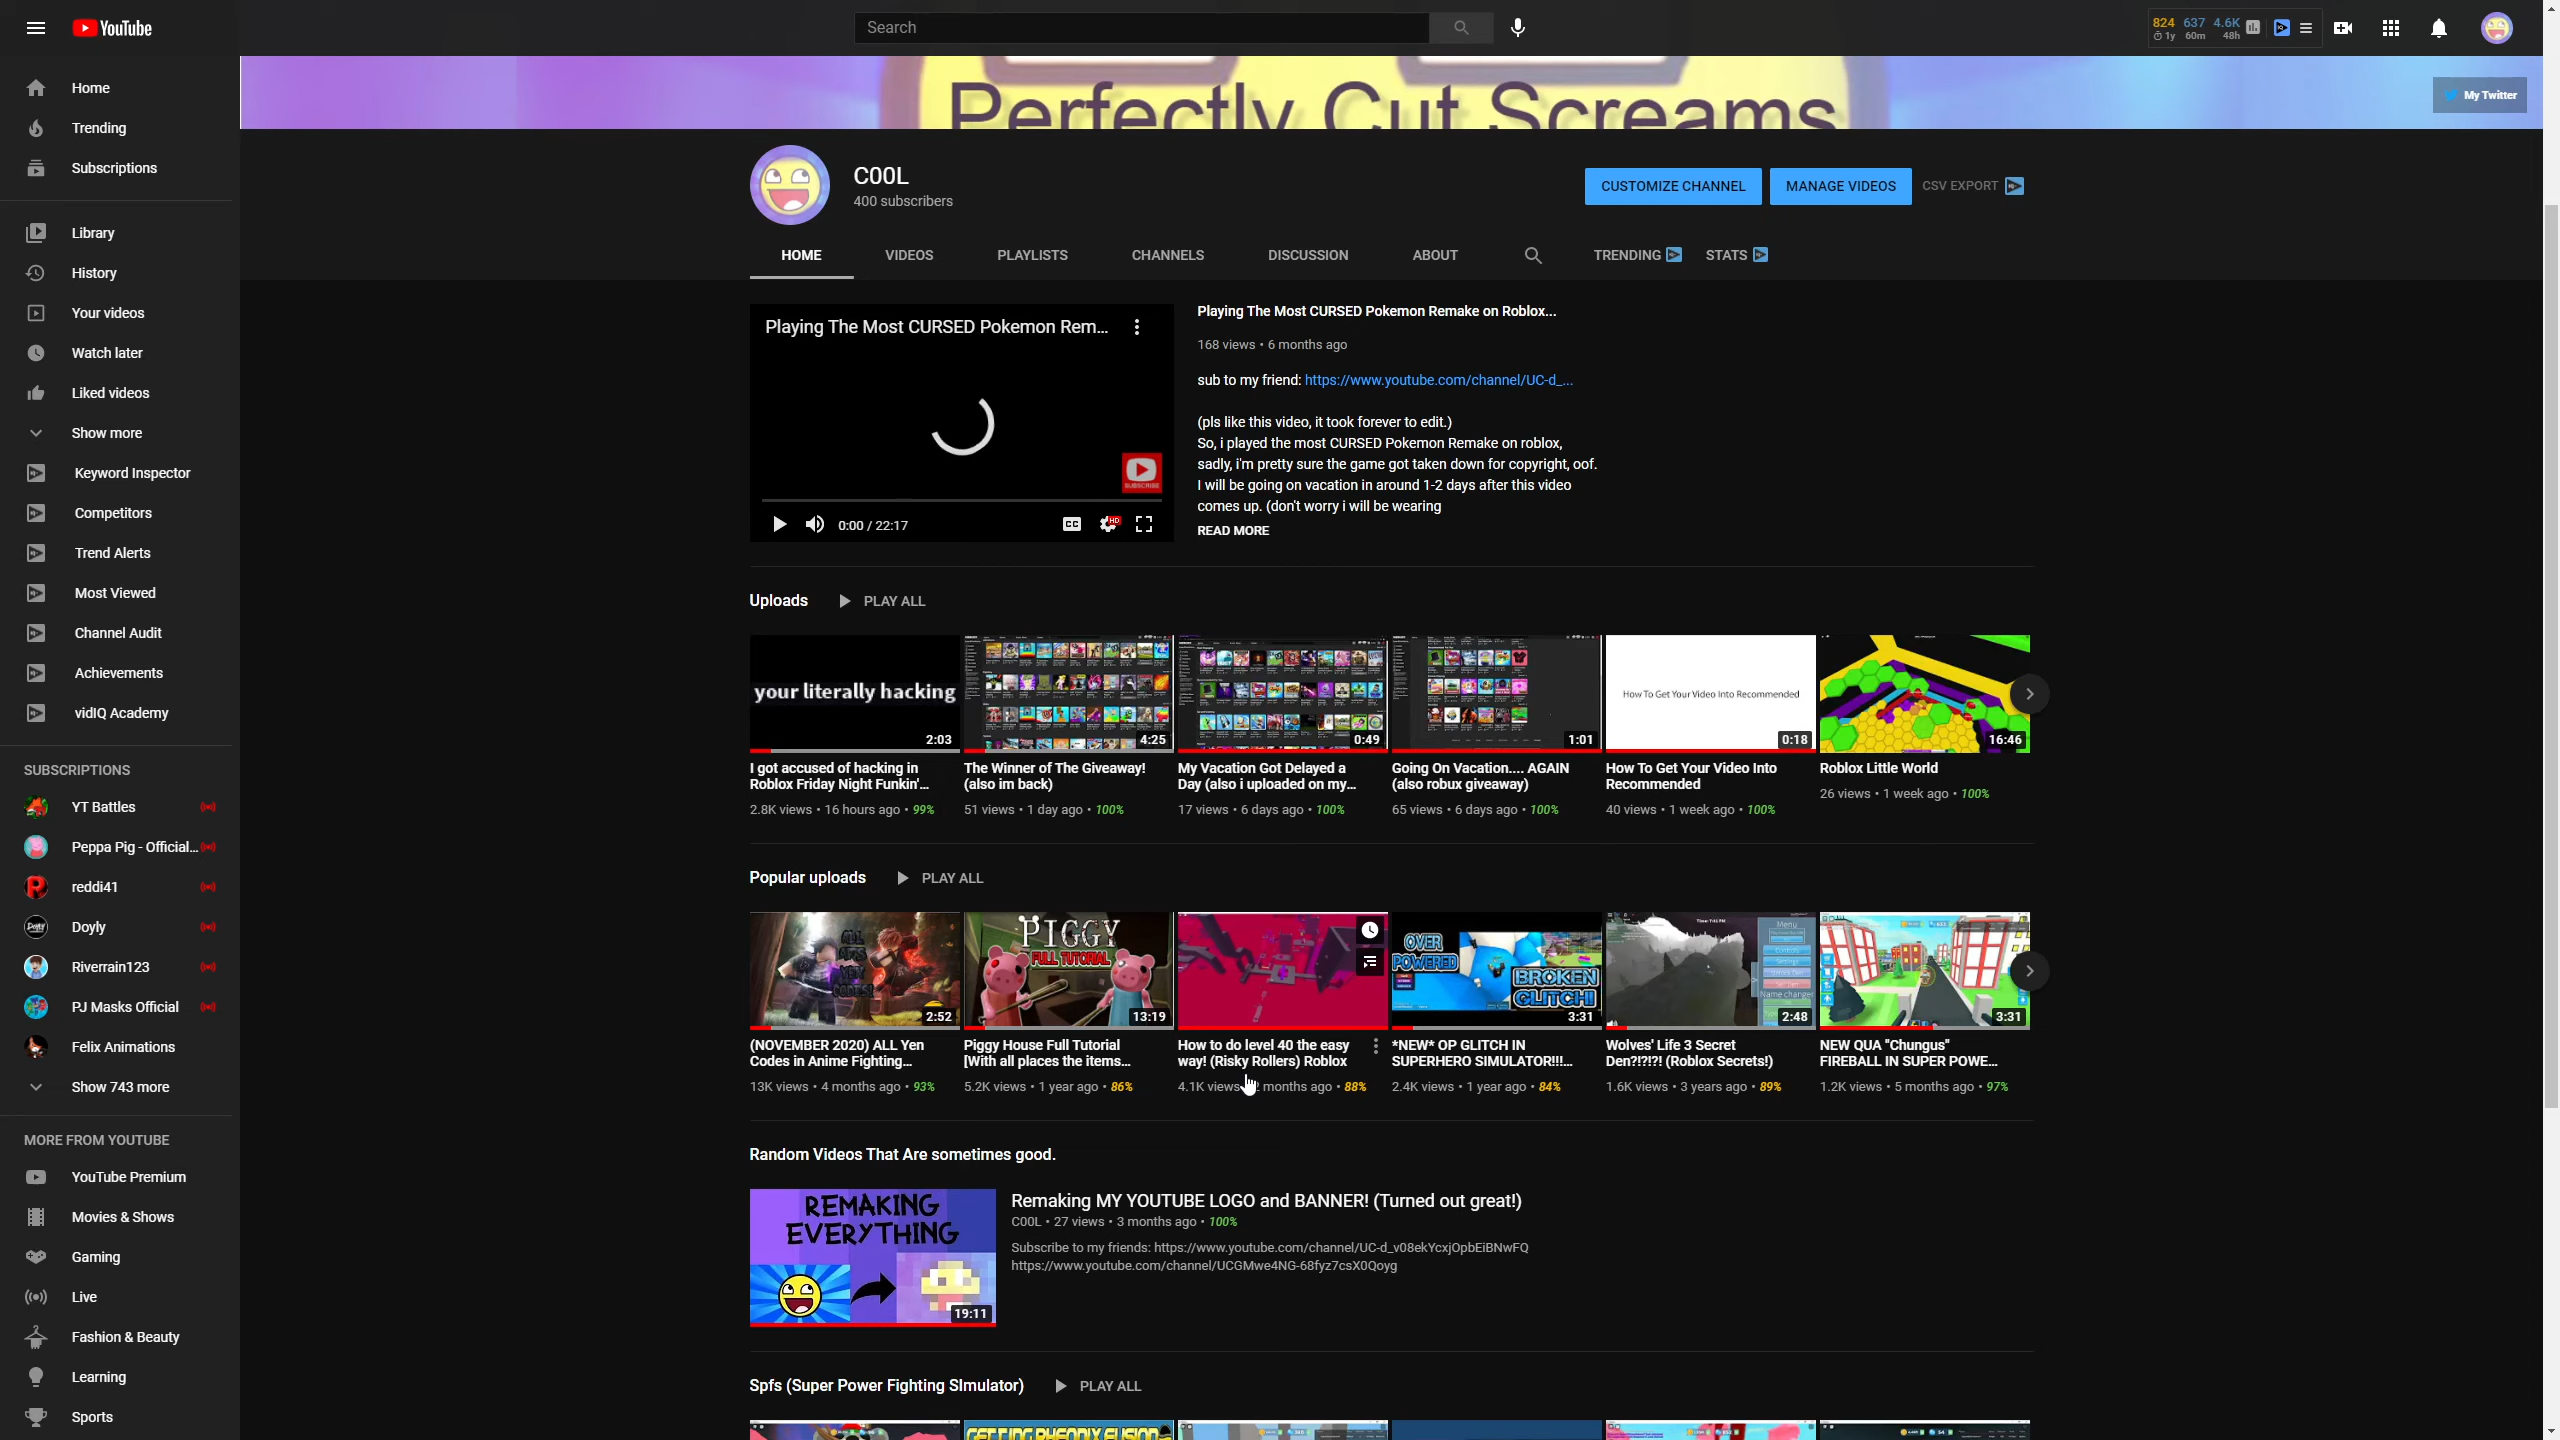 YouTube
Search
824 637 4.6K
1y 60m 48h
Home
Trending
Subscriptions
Library
History
Your videos
Watch later
Liked videos
Show more
Keyword Inspector
Competitors
Trend Alerts
Most Viewed
Channel Audit
Achievements
vidIQ Academy
SUBSCRIPTIONS
YT Battles
Peppa Pig - Official...
reddi41
Doyly
Riverrain123
PJ Masks Official
Felix Animations
Show 743 more
MORE FROM YOUTUBE
YouTube Premium
Movies & Shows
Gaming
Live
Fashion & Beauty
Learning
Sports
Perfectly Cut Screams
My Twitter
C00L
400 subscribers
CUSTOMIZE CHANNEL
MANAGE VIDEOS
CSV EXPORT
HOME
VIDEOS
PLAYLISTS
CHANNELS
DISCUSSION
ABOUT
TRENDING
STATS
Playing The Most CURSED Pokemon Rem...
SUBSCRIBE
0:00 / 22:17
CC
HD
Playing The Most CURSED Pokemon Remake on Roblox...
168 views • 6 months ago
sub to my friend: https://www.youtube.com/channel/UC-d_...
(pls like this video, it took forever to edit.)
So, i played the most CURSED Pokemon Remake on roblox,
sadly, i'm pretty sure the game got taken down for copyright, oof.
I will be going on vacation in around 1-2 days after this video
comes up. (don't worry i will be wearing
READ MORE
Uploads
PLAY ALL
your literally hacking
2:03
I got accused of hacking in
Roblox Friday Night Funkin'...
2.8K views • 16 hours ago • 99%
4:25
The Winner of The Giveaway!
(also im back)
51 views • 1 day ago • 100%
0:49
My Vacation Got Delayed a
Day (also i uploaded on my...
17 views • 6 days ago • 100%
1:01
Going On Vacation.... AGAIN
(also robux giveaway)
65 views • 6 days ago • 100%
How To Get Your Video Into Recommended
0:18
How To Get Your Video Into
Recommended
40 views • 1 week ago • 100%
16:46
Roblox Little World
26 views • 1 week ago • 100%
Popular uploads
PLAY ALL
ALL
2:52
(NOVEMBER 2020) ALL Yen
Codes in Anime Fighting...
13K views • 4 months ago • 93%
PIGGY
FULL TUTORIAL
13:19
Piggy House Full Tutorial
[With all places the items...
5.2K views • 1 year ago • 86%
How to do level 40 the easy
way! (Risky Rollers) Roblox
4.1K views months ago • 88%
OVER
POWERED
BROKEN
GLITCH!
3:31
*NEW* OP GLITCH IN
SUPERHERO SIMULATOR!!!...
2.4K views • 1 year ago • 84%
Menu
Name changer
2:48
Wolves' Life 3 Secret
Den?!?!?! (Roblox Secrets!)
1.6K views • 3 years ago • 89%
3:31
NEW QUA "Chungus"
FIREBALL IN SUPER POWE...
1.2K views • 5 months ago • 97%
Random Videos That Are sometimes good.
REMAKING
EVERYTHING
19:11
Remaking MY YOUTUBE LOGO and BANNER! (Turned out great!)
C00L • 27 views • 3 months ago • 100%
Subscribe to my friends: https://www.youtube.com/channel/UC-d_v08ekYcxjOpbEiBNwFQ
https://www.youtube.com/channel/UCGMwe4NG-68fyz7csX0Qoyg
Spfs (Super Power Fighting SImulator)
PLAY ALL
GETTING PHEONIX FUSION